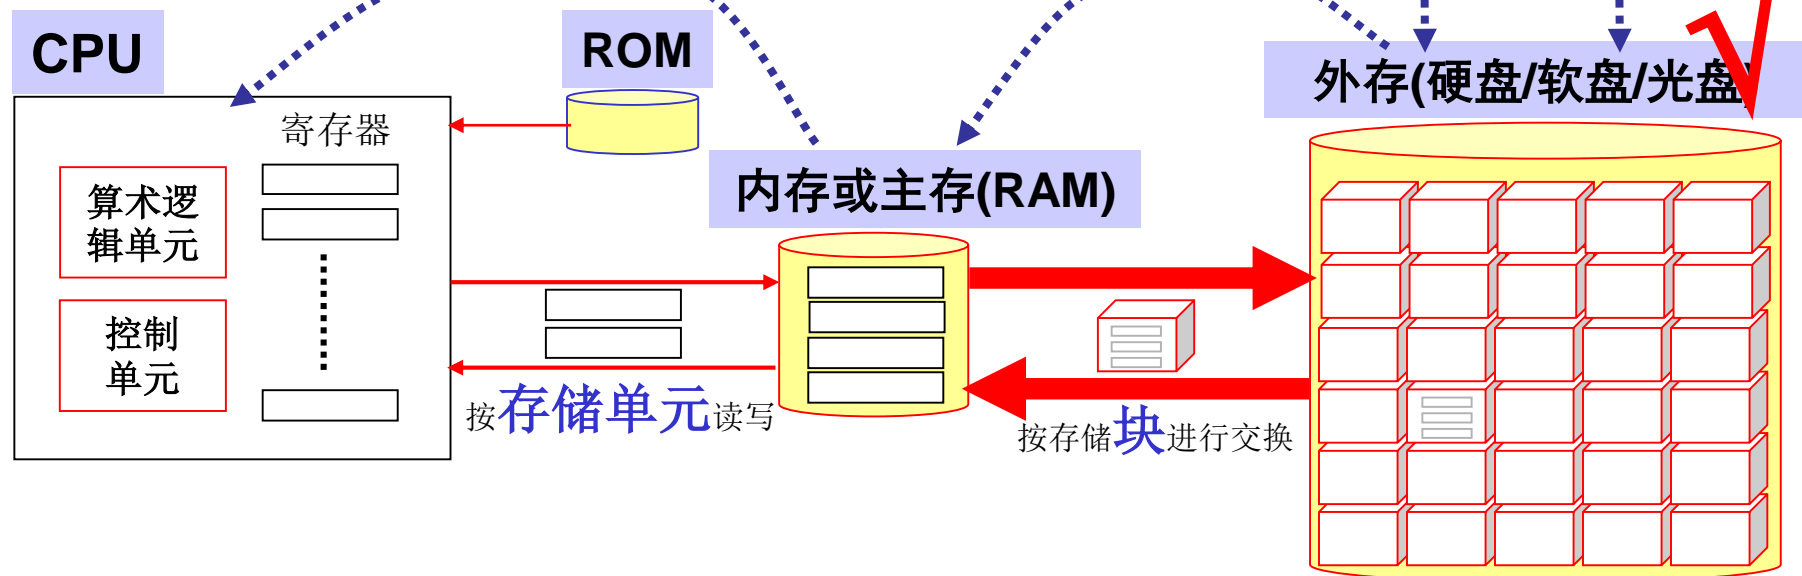 CPU
ROM
外存(硬盘/软盘/光盘)
寄存器
内存或主存(RAM)
算术逻
辑单元
控制
单元
按存储单元读写
按存储块进行交换